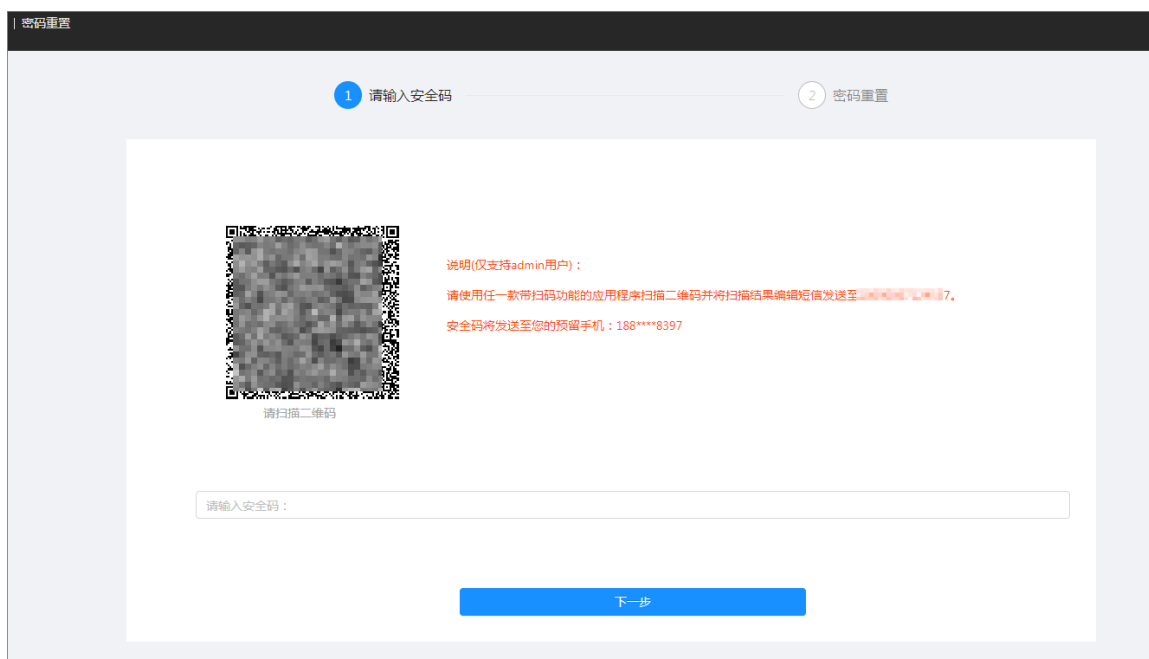 | 密码重置
1 请输入安全码
2 密码重置
说明(仅支持admin用户)：
请使用任一款带扫码功能的应用程序扫描二维码并将扫描结果编辑短信发送至7。
安全码将发送至您的预留手机：188****8397
请扫描二维码
请输入安全码：
下一步